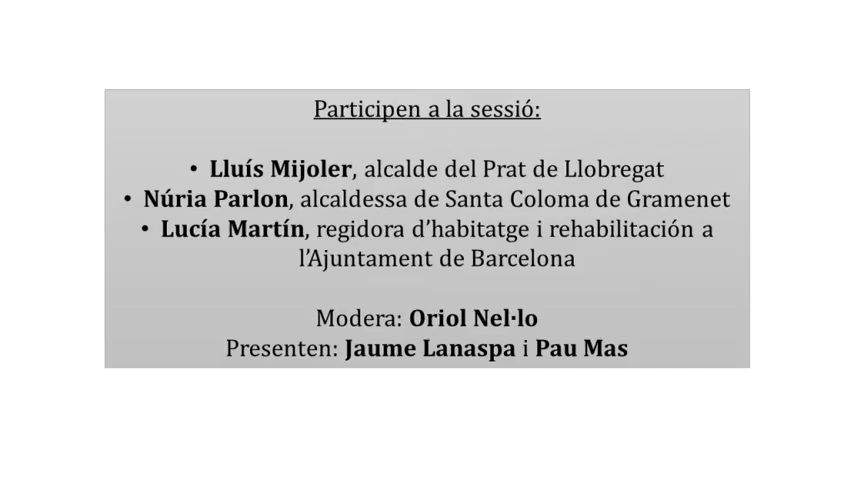 Participen a la sessió:
• Lluís Mijoler, alcalde del Prat de Llobregat
• Núria Parlon, alcaldessa de Santa Coloma de Gramenet
• Lucía Martín, regidora d’habitatge i rehabilitación a
l’Ajuntament de Barcelona
Modera: Oriol Nel·lo
Presenten: Jaume Lanaspa i Pau Mas